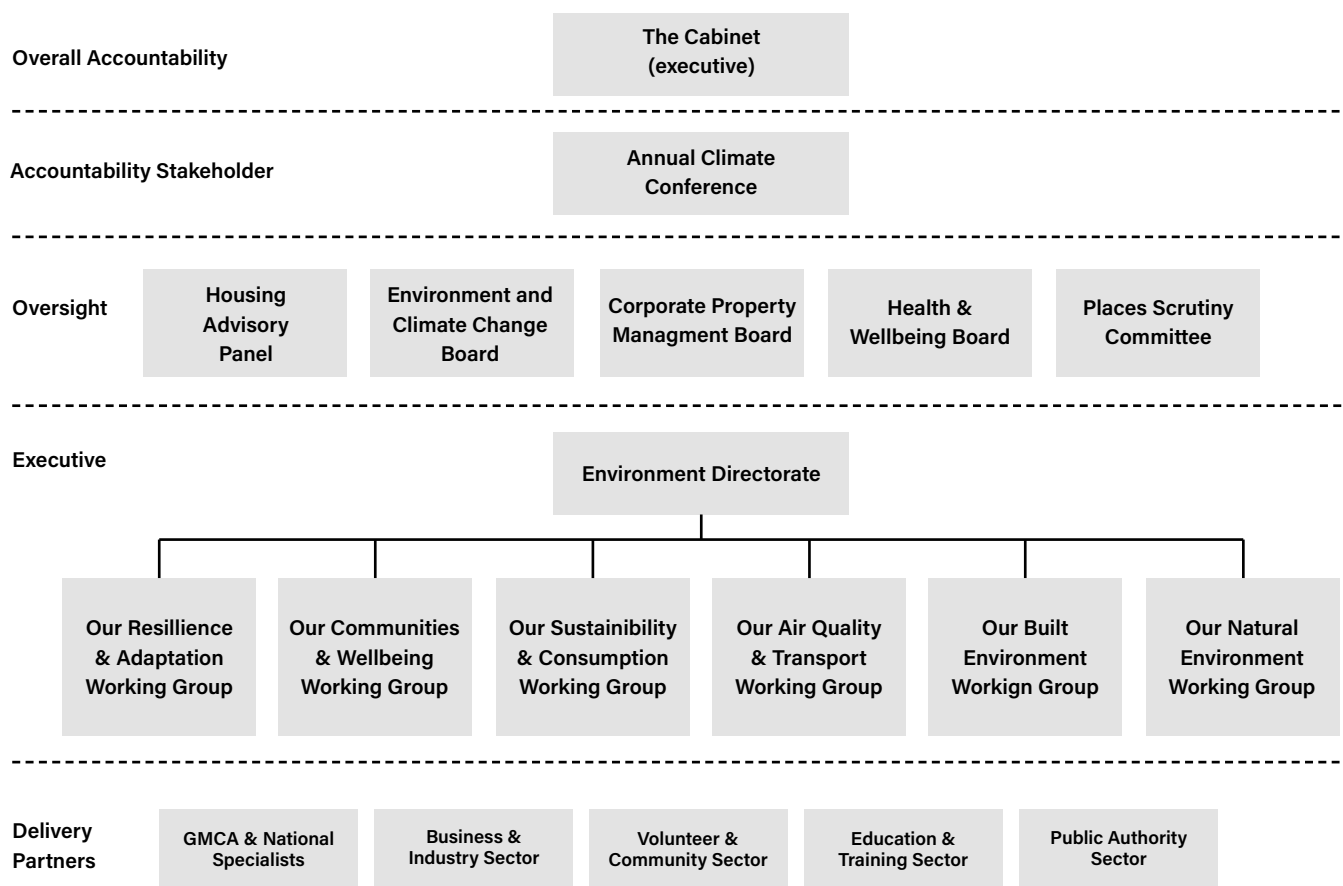 Overall Accountability
The Cabinet
(executive)
Accountability Stakeholder
Annual Climate
Conference
Oversight
Housing
Advisory
Panel
Environment and
Climate Change
Board
Corporate Property
Managment Board
Health &
Wellbeing Board
Places Scrutiny
Committee
Executive
Environment Directorate
Our Resillience
& Adaptation
Working Group
Our Communities
& Wellbeing
Working Group
Our Sustainibility
& Consumption
Working Group
Our Air Quality
& Transport
Working Group
Our Built
Environment
Workign Group
Our Natural
Environment
Working Group
Delivery
Partners
GMCA & National
Specialists
Business &
Industry Sector
Volunteer &
Community Sector
Education &
Training Sector
Public Authority
Sector